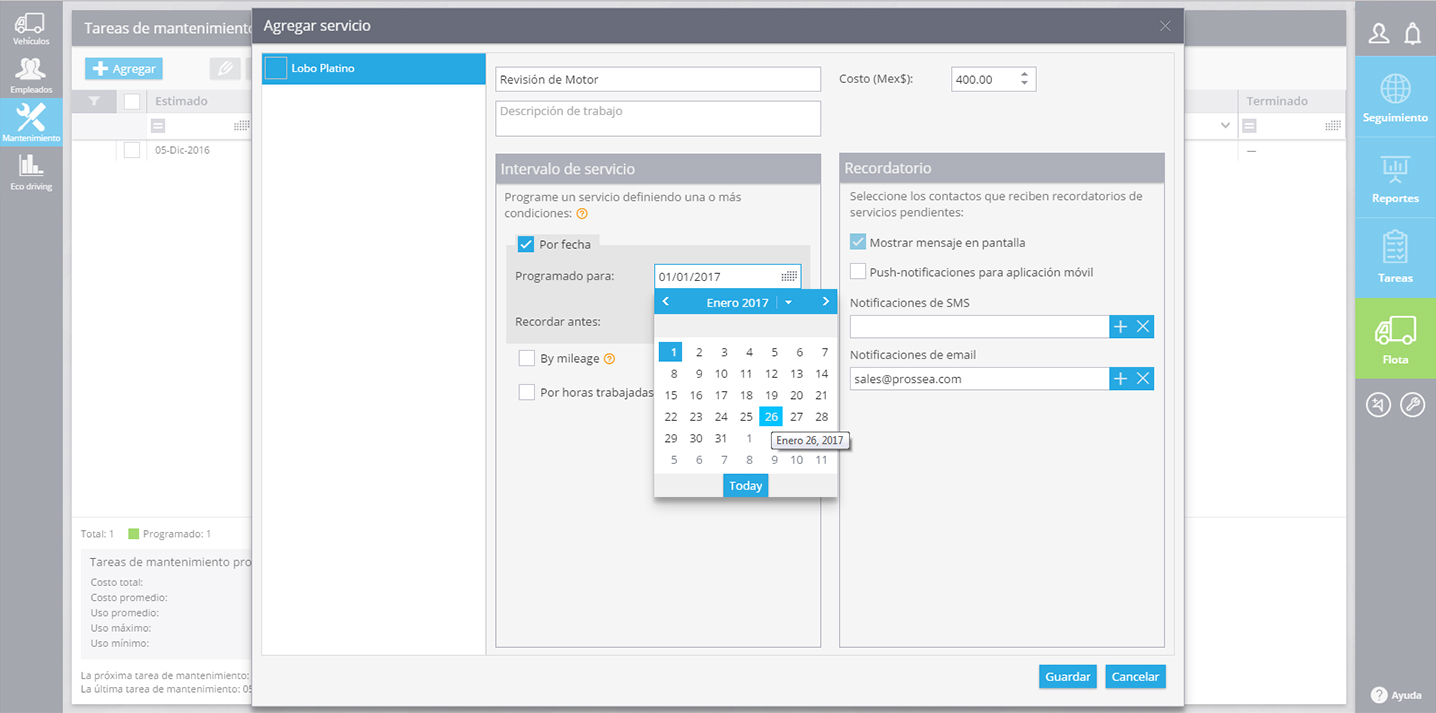 Vehículos
Empleados
Mantenimiento
Eco driving
Tareas de mantenimiento
Agregar
Estimado
05-Dic-2016
Total: 1
Programado: 1
Tareas de mantenimiento pro
Costo total:
Costo promedio:
Uso promedio:
Uso máximo:
Uso mínimo:
La próxima tarea de mantenimiento:
La última tarea de mantenimiento: 05
Agregar servicio
Lobo Platino
Revisión de Motor
Costo (Mex$):
400.00
Descripción de trabajo
Intervalo de servicio
Programe un servicio definiendo una o más
condiciones:
Por fecha
Programado para:
01/01/2017
Recordar antes:
By mileage
Por horas trabajadas
Enero 2017
1 2 3 4 5 6 7
8 9 10 11 12 13 14
15 16 17 18 19 20 21
22 23 24 25 26 27 28
29 30 31 1
Enero 26, 2017
5 6 7 8 9 10 11
Today
Recordatorio
Seleccione los contactos que reciben recordatorios de
servicios pendientes:
Mostrar mensaje en pantalla
Push-notificaciones para aplicación móvil
Notificaciones de SMS
Notificaciones de email
sales@prossea.com
Guardar
Cancelar
Terminado
—
Seguimiento
Reportes
Tareas
Flota
Ayuda